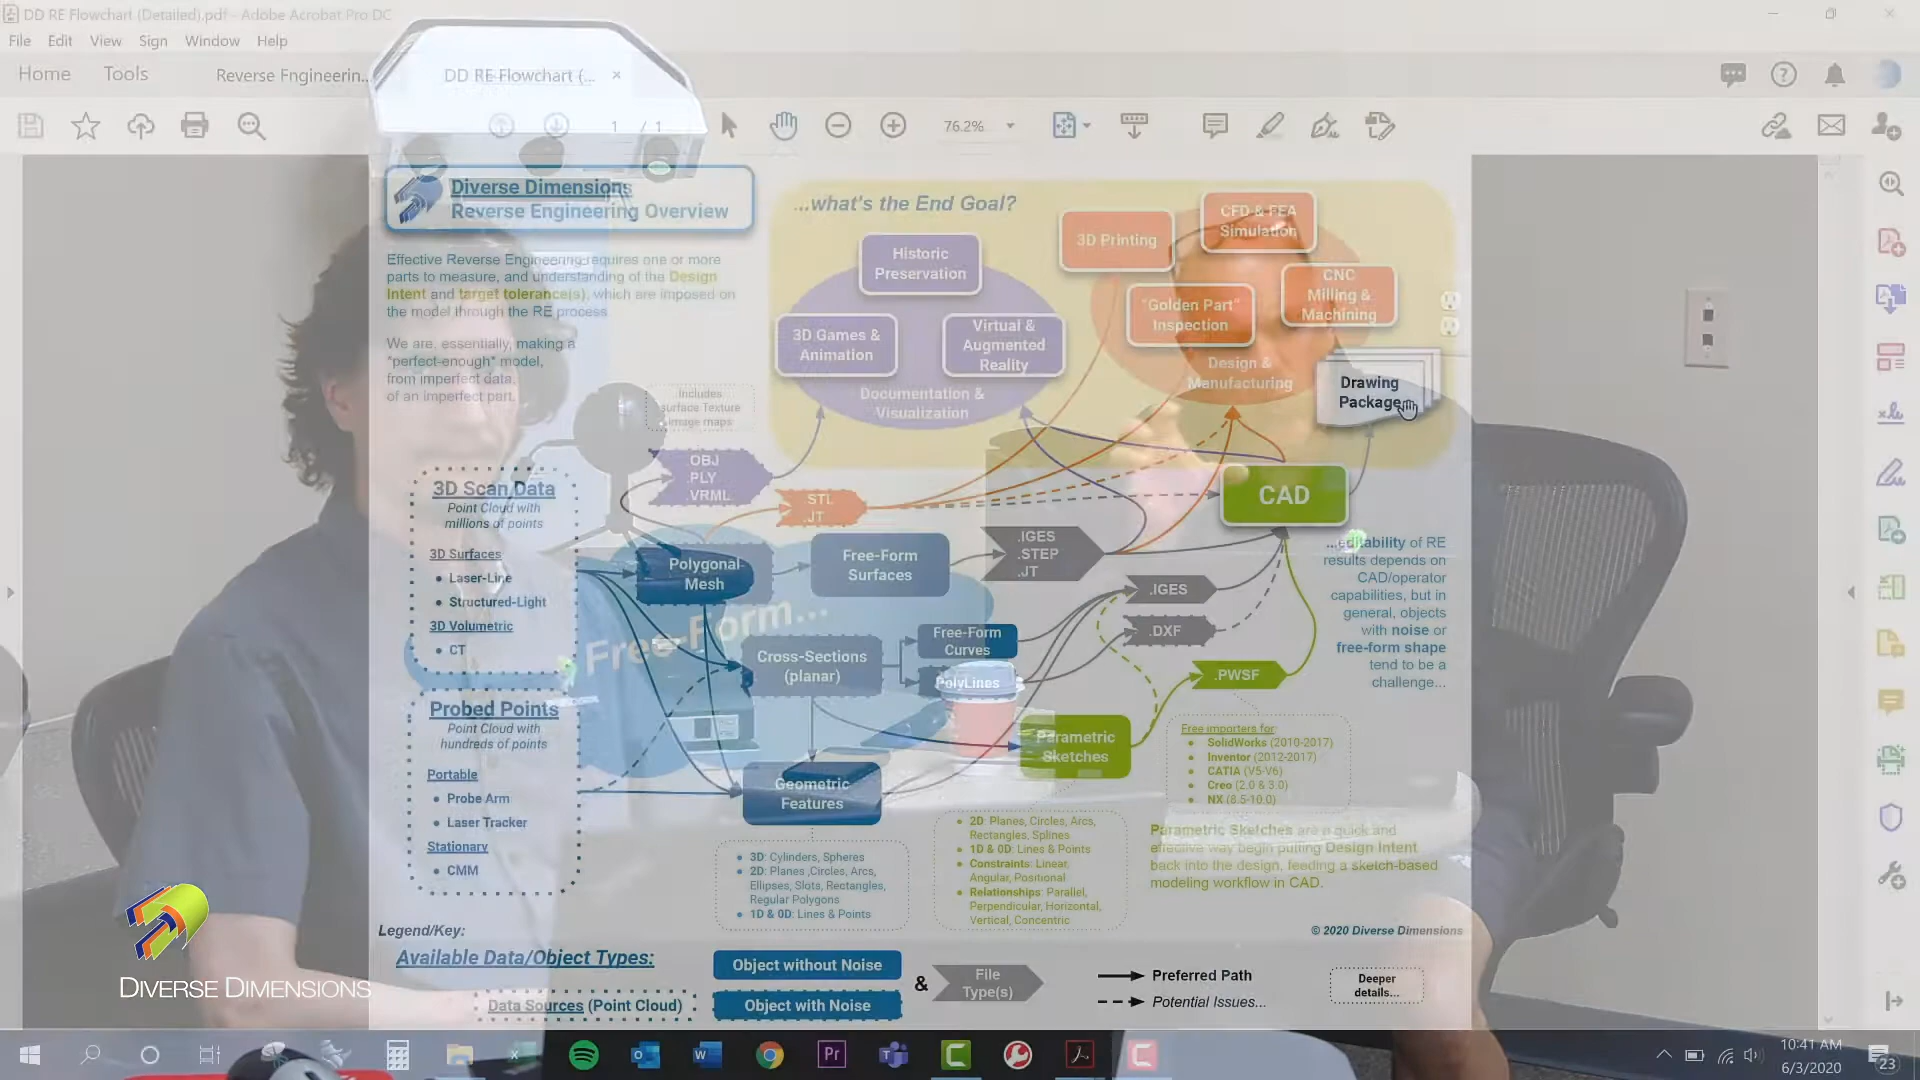 DD RE Flowchart (Detailed).pdf - Adobe Acrobat Pro DC
File Edit View Sign Window Help
Home Tools Reverse Engineerin... DD RE Flowchart (... ×
1 / 1 76.2%
Diverse Dimensions
Reverse Engineering Overview
Effective Reverse Engineering requires one or more
parts to measure, and understanding of the Design
Intent and target tolerance(s), which are imposed on
the model through the RE process
We are, essentially, making a
"perfect-enough" model,
from imperfect data,
of an imperfect part.
...what's the End Goal?
Historic
Preservation
3D Games &
Animation
Virtual &
Augmented
Reality
Documentation &
Visualization
3D Printing
CFD & FEA
Simulation
"Golden Part"
Inspection
CNC
Milling &
Machining
Design &
Manufacturing
Drawing
Package
Includes
surface Texture
image maps
.OBJ
.PLY
.VRML
.STL
.JT
CAD
3D Scan Data
Point Cloud with
millions of points
3D Surfaces
• Laser-Line
• Structured-Light
3D Volumetric
• CT
Polygonal
Mesh
Free-Form
Surfaces
.IGES
.STEP
.JT
.IGES
.DXF
.PWSF
Free-Form...
Cross-Sections
(planar)
Free-Form
Curves
PolyLines
Parametric
Sketches
Geometric
Features
...editability of RE
results depends on
CAD/operator
capabilities, but in
general, objects
with noise or
free-form shape
tend to be a
challenge...
Probed Points
Point Cloud with
hundreds of points
Portable
• Probe Arm
• Laser Tracker
Stationary
• CMM
Free importers for:
• SolidWorks (2010-2017)
• Inventor (2012-2017)
• CATIA (V5-V6)
• Creo (2.0 & 3.0)
• NX (8.5-10.0)
• 3D: Cylinders, Spheres
• 2D: Planes ,Circles, Arcs,
Ellipses, Slots, Rectangles,
Regular Polygons
• 1D & 0D: Lines & Points
• 2D: Planes, Circles, Arcs,
Rectangles, Splines
• 1D & 0D: Lines & Points
• Constraints: Linear,
Angular, Positional
• Relationships: Parallel,
Perpendicular, Horizontal,
Vertical, Concentric
Parametric Sketches are a quick and
effective way begin putting Design Intent
back into the design, feeding a sketch-based
modeling workflow in CAD.
© 2020 Diverse Dimensions
Legend/Key:
Available Data/Object Types:
Data Sources (Point Cloud)
Object without Noise
Object with Noise
&
File
Type(s)
Preferred Path
Potential Issues...
Deeper
details...
DIVERSE DIMENSIONS
10:41 AM
6/3/2020
23